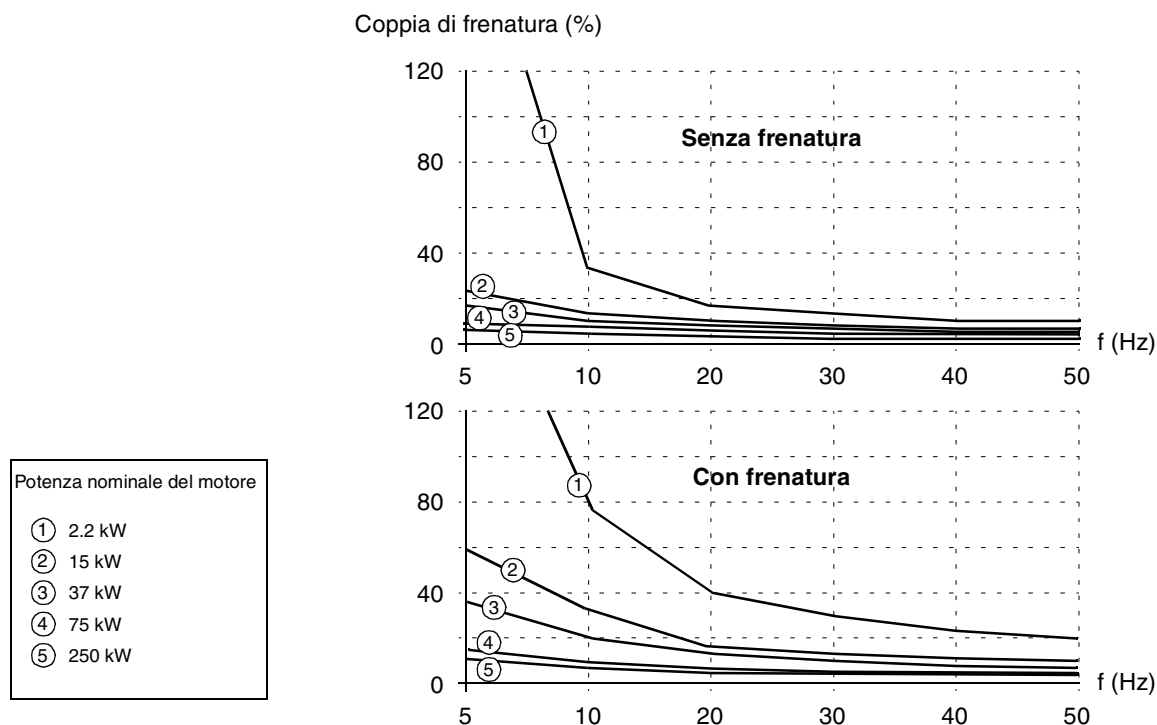 Coppia di frenatura (%)
120
80
40
0
Senza frenatura
1
2
3
4
5
f (Hz)
5 10 20 30 40 50
120
80
40
0
Con frenatura
1
2
3
4
5
f (Hz)
5 10 20 30 40 50
Potenza nominale del motore
1 2.2 kW
2 15 kW
3 37 kW
4 75 kW
5 250 kW